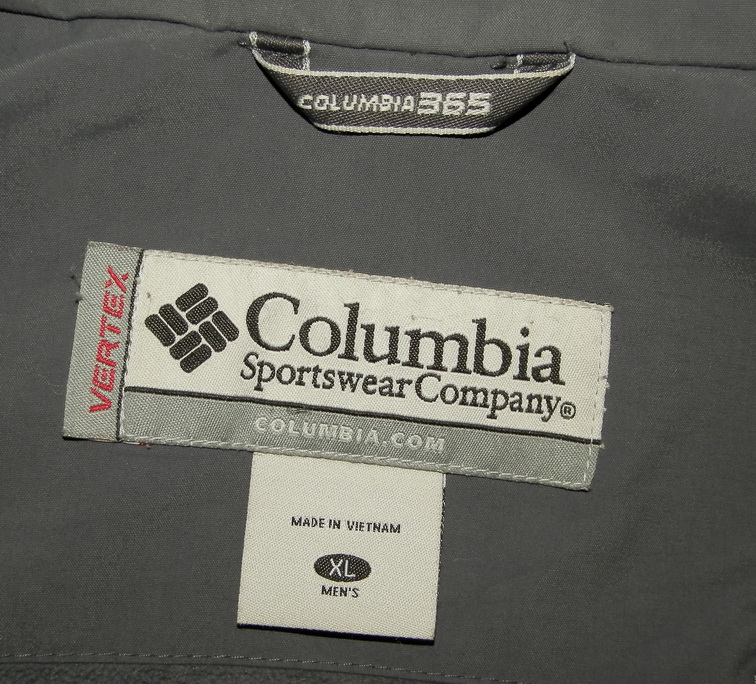 COLUMBIA365
VERTEX
Columbia
Sportswear Company®
COLUMBIA.COM
MADE IN VIETNAM
XL
MEN'S